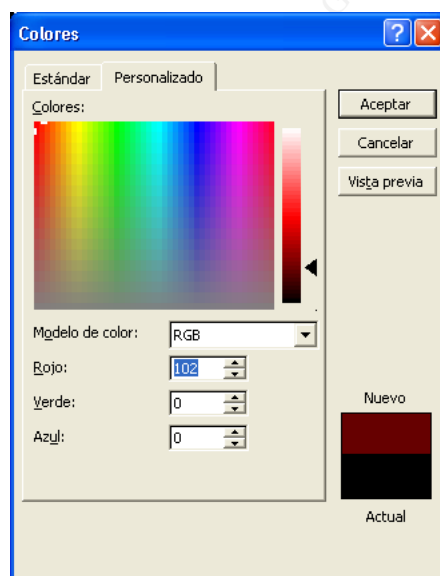 Colores
Estándar Personalizado
Colores:
Aceptar
Cancelar
Vista previa
Modelo de color: RGB
Rojo: 102
Verde: 0
Azul: 0
Nuevo
Actual